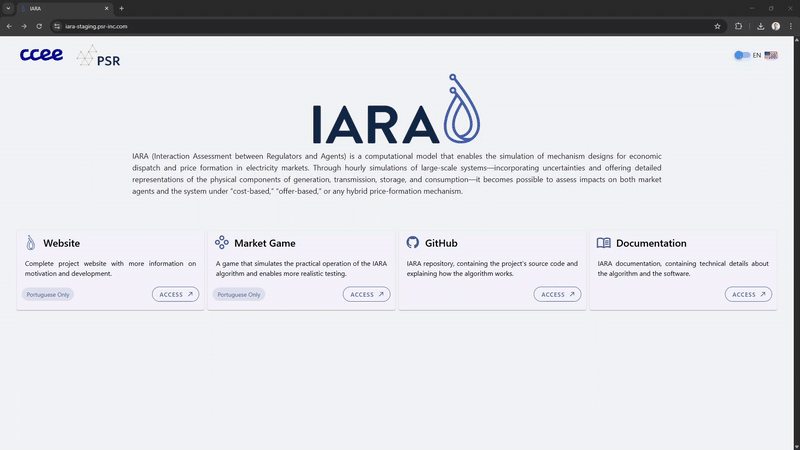 IARA
iara-staging.psr-inc.com
ccee
PSR
EN
IARA
IARA (Interaction Assessment between Regulators and Agents) is a computational model that enables the simulation of mechanism designs for economic
dispatch and price formation in electricity markets. Through hourly simulations of large-scale systems—incorporating uncertainties and offering detailed
representations of the physical components of generation, transmission, storage, and consumption—it becomes possible to assess impacts on both market
agents and the system under "cost-based," "offer-based," or any hybrid price-formation mechanism.
Website
Complete project website with more information on
motivation and development.
Portuguese Only
ACCESS
Market Game
A game that simulates the practical operation of the IARA
algorithm and enables more realistic testing.
Portuguese Only
ACCESS
GitHub
IARA repository, containing the project's source code and
explaining how the algorithm works.
ACCESS
Documentation
IARA documentation, containing technical details about
the algorithm and the software.
ACCESS